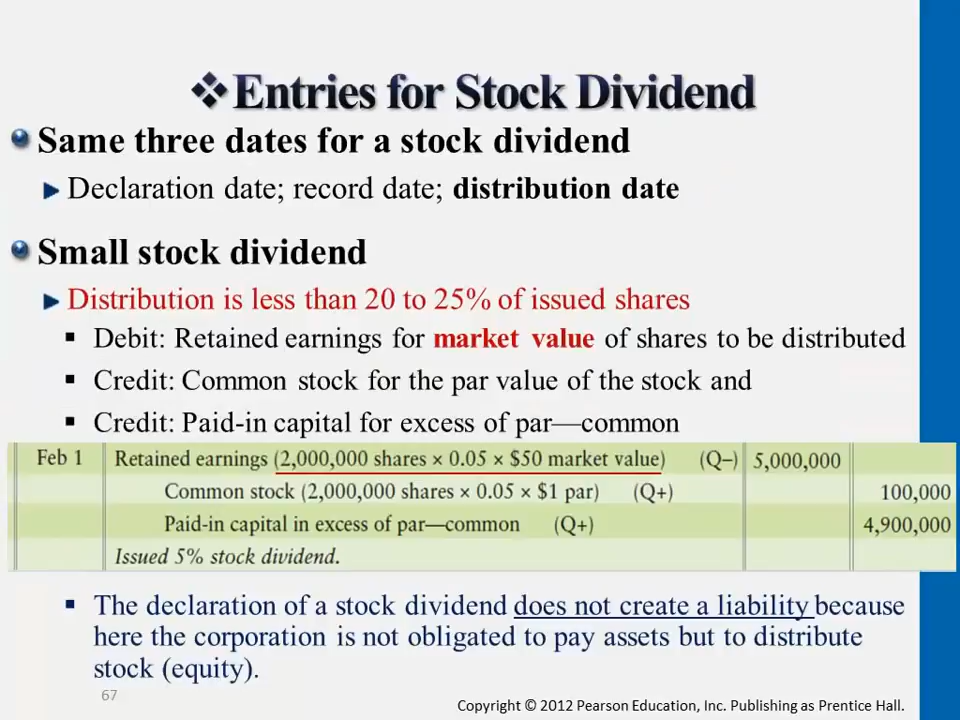 ❖Entries for Stock Dividend
Same three dates for a stock dividend
Declaration date; record date; distribution date
Small stock dividend
Distribution is less than 20 to 25% of issued shares
▪ Debit: Retained earnings for market value of shares to be distributed
▪ Credit: Common stock for the par value of the stock and
▪ Credit: Paid-in capital for excess of par—common
Feb 1 Retained earnings (2,000,000 shares × 0.05 × $50 market value) (Q–) 5,000,000
Common stock (2,000,000 shares × 0.05 × $1 par) (Q+) 100,000
Paid-in capital in excess of par—common (Q+) 4,900,000
Issued 5% stock dividend.
▪ The declaration of a stock dividend does not create a liability because
here the corporation is not obligated to pay assets but to distribute
stock (equity).
67
Copyright © 2012 Pearson Education, Inc. Publishing as Prentice Hall.